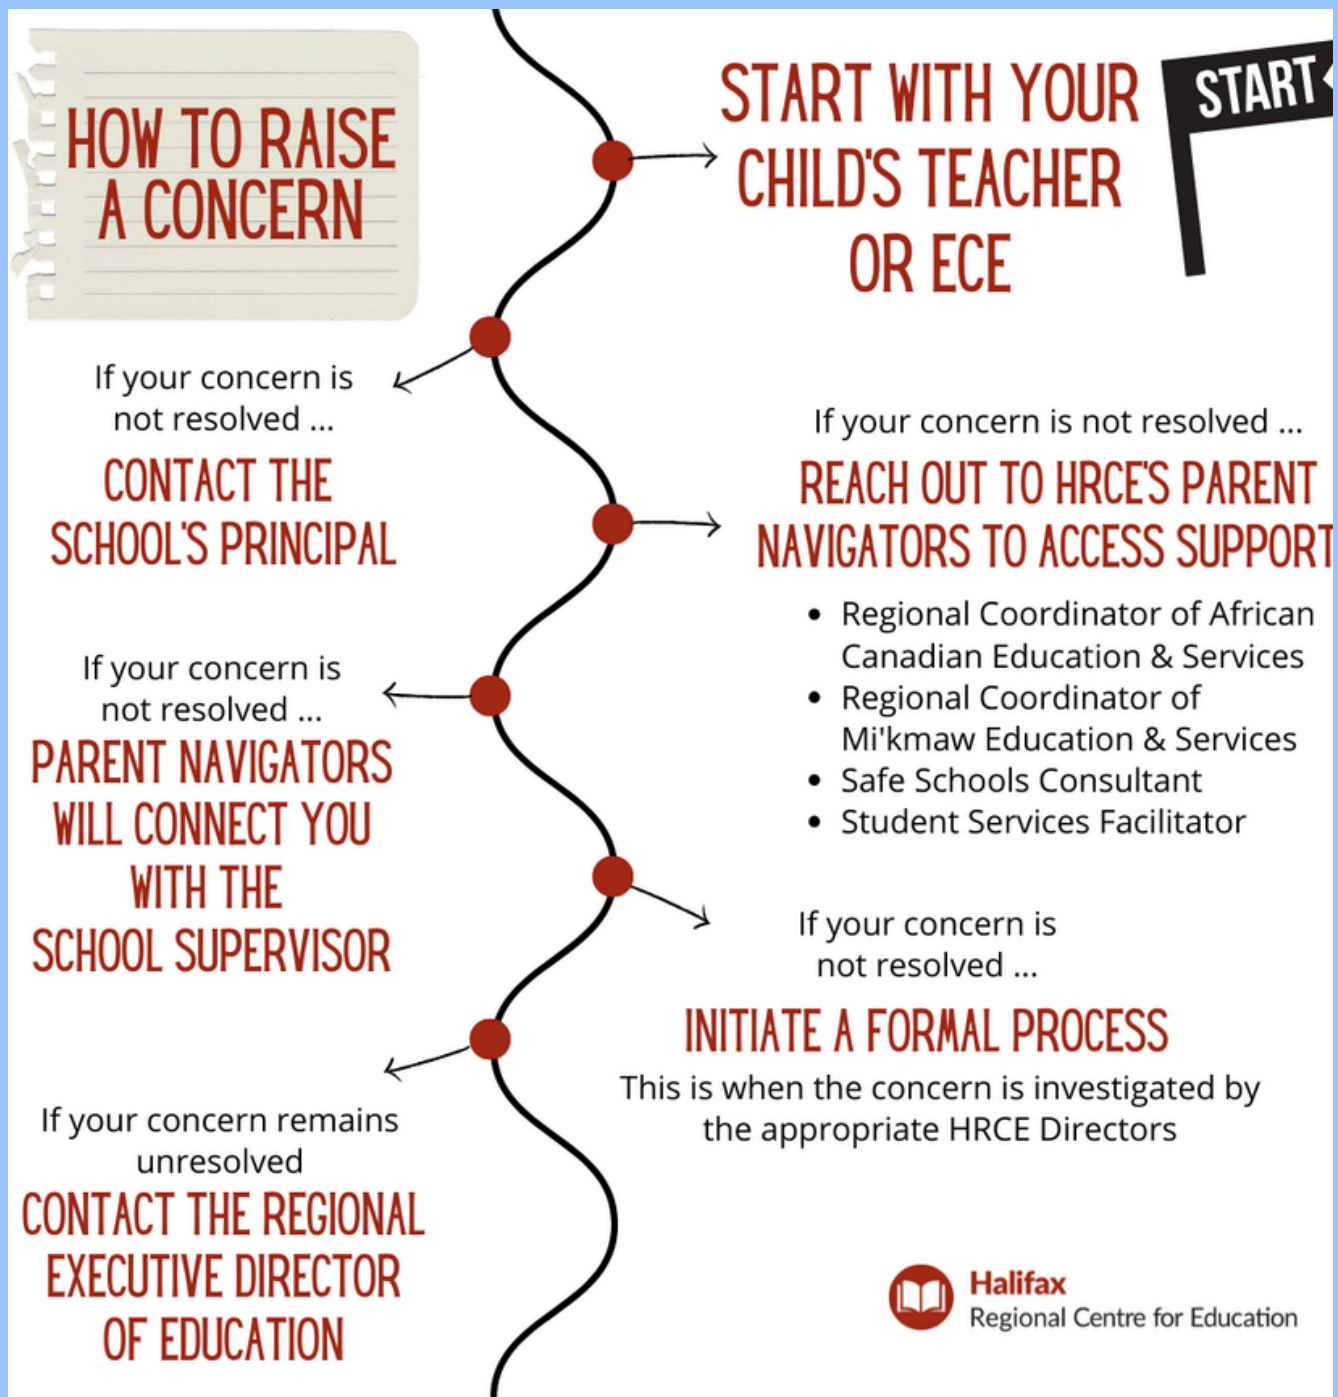 HOW TO RAISE
A CONCERN
START WITH YOUR
CHILD'S TEACHER
OR ECE
START
If your concern is
not resolved ...
CONTACT THE
SCHOOL'S PRINCIPAL
If your concern is not resolved ...
REACH OUT TO HRCE'S PARENT
NAVIGATORS TO ACCESS SUPPORT
• Regional Coordinator of African
Canadian Education & Services
• Regional Coordinator of
Mi'kmaw Education & Services
• Safe Schools Consultant
• Student Services Facilitator
If your concern is
not resolved ...
PARENT NAVIGATORS
WILL CONNECT YOU
WITH THE
SCHOOL SUPERVISOR
If your concern is
not resolved ...
INITIATE A FORMAL PROCESS
This is when the concern is investigated by
the appropriate HRCE Directors
If your concern remains
unresolved
CONTACT THE REGIONAL
EXECUTIVE DIRECTOR
OF EDUCATION
Halifax
Regional Centre for Education